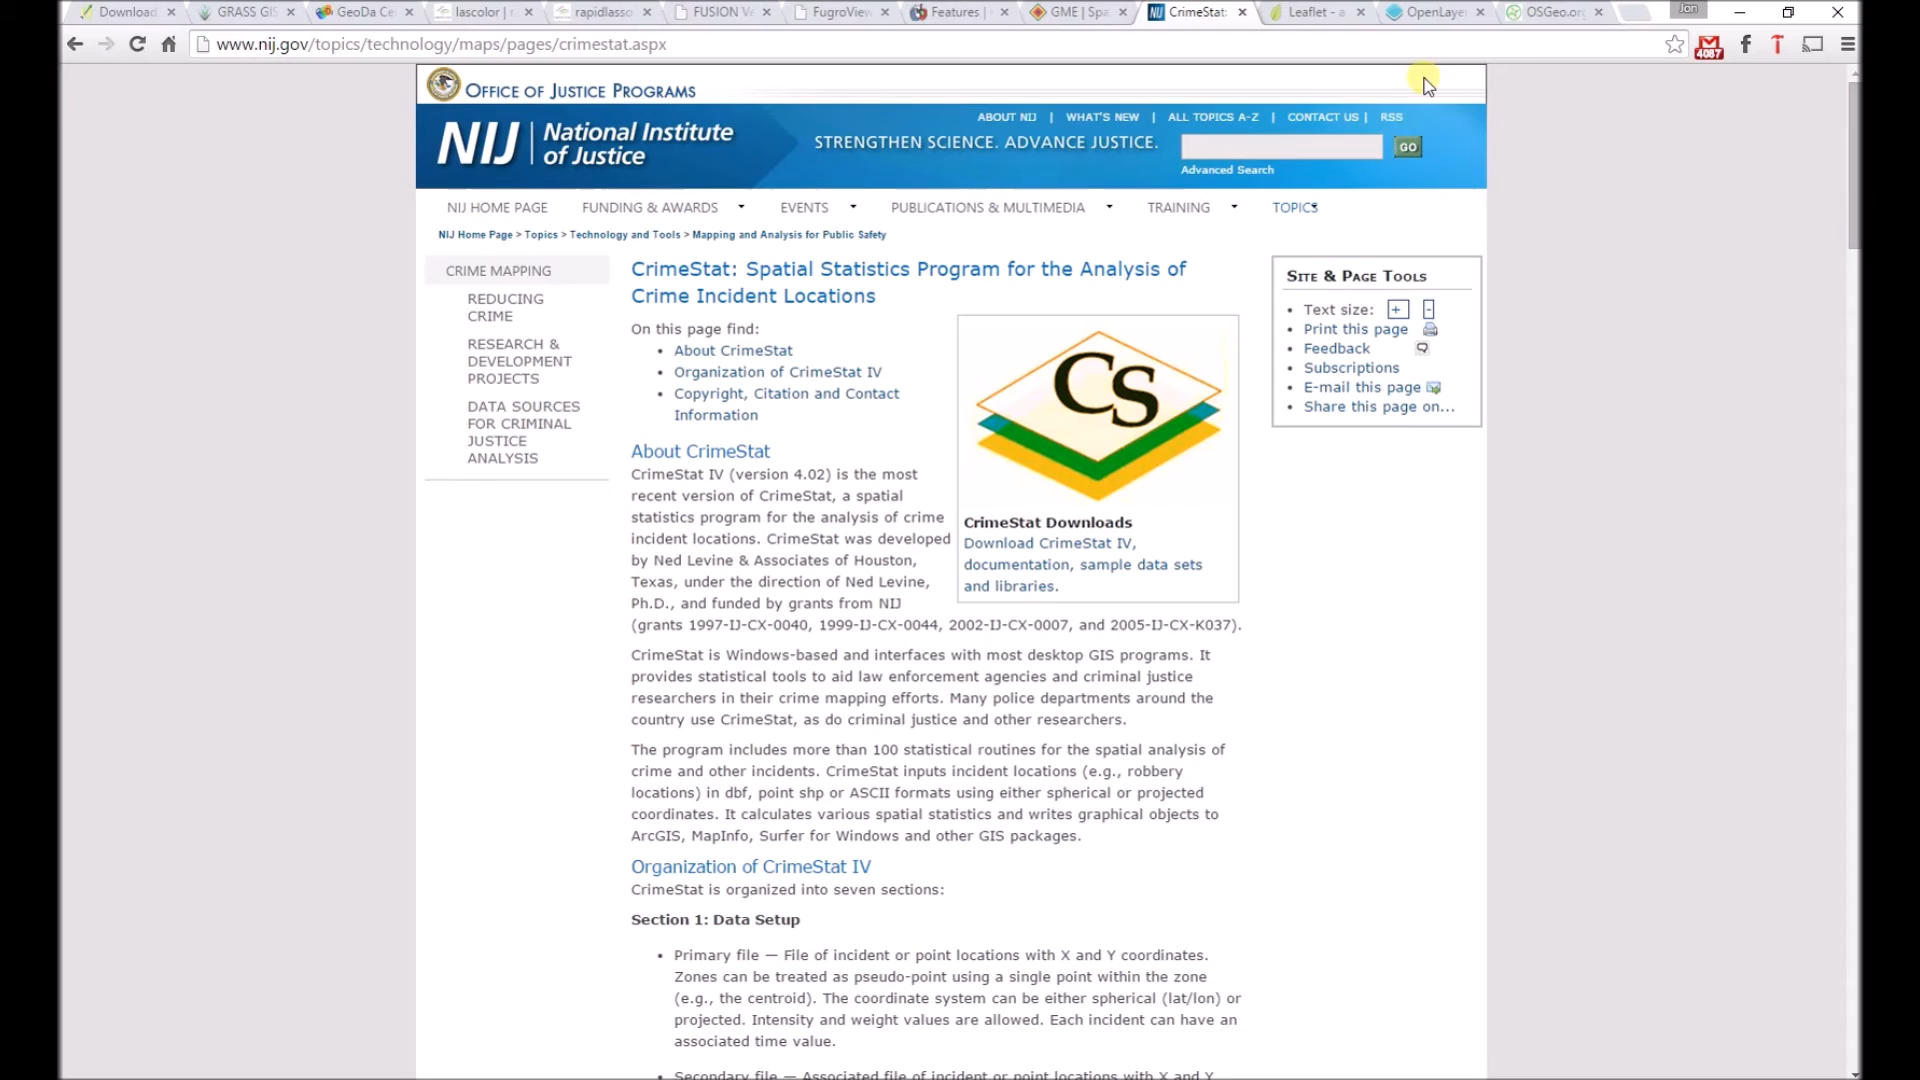 Download
GRASS GIS
GeoDa Ce
lascolor | r
rapidlasso
FUSION Ve
FugroView
Features |
GME | Spa
CrimeStat:
Leaflet - a
OpenLayer
OSGeo.org
Jon
www.nij.gov/topics/technology/maps/pages/crimestat.aspx
4087
OFFICE OF JUSTICE PROGRAMS
ABOUT NIJ | WHAT'S NEW | ALL TOPICS A-Z | CONTACT US | RSS
NIJ National Institute
of Justice
STRENGTHEN SCIENCE. ADVANCE JUSTICE.
GO
Advanced Search
NIJ HOME PAGE FUNDING & AWARDS EVENTS PUBLICATIONS & MULTIMEDIA TRAINING TOPICS
NIJ Home Page > Topics > Technology and Tools > Mapping and Analysis for Public Safety
CRIME MAPPING
REDUCING
CRIME
RESEARCH &
DEVELOPMENT
PROJECTS
DATA SOURCES
FOR CRIMINAL
JUSTICE
ANALYSIS
CrimeStat: Spatial Statistics Program for the Analysis of
Crime Incident Locations
On this page find:
• About CrimeStat
• Organization of CrimeStat IV
• Copyright, Citation and Contact
Information
CS
CrimeStat Downloads
Download CrimeStat IV,
documentation, sample data sets
and libraries.
SITE & PAGE TOOLS
• Text size: + -
• Print this page
• Feedback
• Subscriptions
• E-mail this page
• Share this page on...
About CrimeStat
CrimeStat IV (version 4.02) is the most
recent version of CrimeStat, a spatial
statistics program for the analysis of crime
incident locations. CrimeStat was developed
by Ned Levine & Associates of Houston,
Texas, under the direction of Ned Levine,
Ph.D., and funded by grants from NIJ
(grants 1997-IJ-CX-0040, 1999-IJ-CX-0044, 2002-IJ-CX-0007, and 2005-IJ-CX-K037).
CrimeStat is Windows-based and interfaces with most desktop GIS programs. It
provides statistical tools to aid law enforcement agencies and criminal justice
researchers in their crime mapping efforts. Many police departments around the
country use CrimeStat, as do criminal justice and other researchers.
The program includes more than 100 statistical routines for the spatial analysis of
crime and other incidents. CrimeStat inputs incident locations (e.g., robbery
locations) in dbf, point shp or ASCII formats using either spherical or projected
coordinates. It calculates various spatial statistics and writes graphical objects to
ArcGIS, MapInfo, Surfer for Windows and other GIS packages.
Organization of CrimeStat IV
CrimeStat is organized into seven sections:
Section 1: Data Setup
• Primary file — File of incident or point locations with X and Y coordinates.
Zones can be treated as pseudo-point using a single point within the zone
(e.g., the centroid). The coordinate system can be either spherical (lat/lon) or
projected. Intensity and weight values are allowed. Each incident can have an
associated time value.
• Secondary file — Associated file of incident or point locations with X and Y